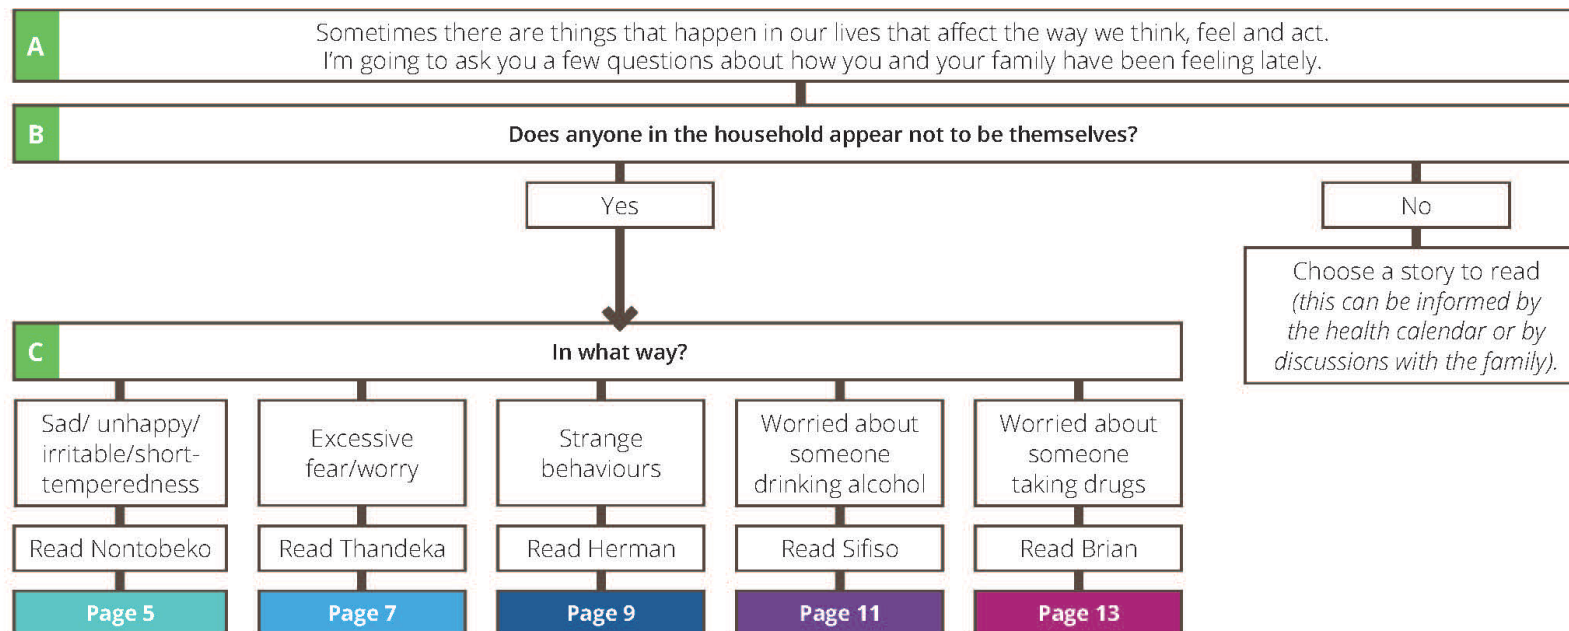 A
Sometimes there are things that happen in our lives that affect the way we think, feel and act.
I'm going to ask you a few questions about how you and your family have been feeling lately.
B
Does anyone in the household appear not to be themselves?
Yes
No
Choose a story to read
(this can be informed by
the health calendar or by
discussions with the family).
C
In what way?
Sad/ unhappy/
irritable/short-
temperedness
Read Nontobeko
Page 5
Excessive
fear/worry
Read Thandeka
Page 7
Strange
behaviours
Read Herman
Page 9
Worried about
someone
drinking alcohol
Read Sifiso
Page 11
Worried about
someone
taking drugs
Read Brian
Page 13